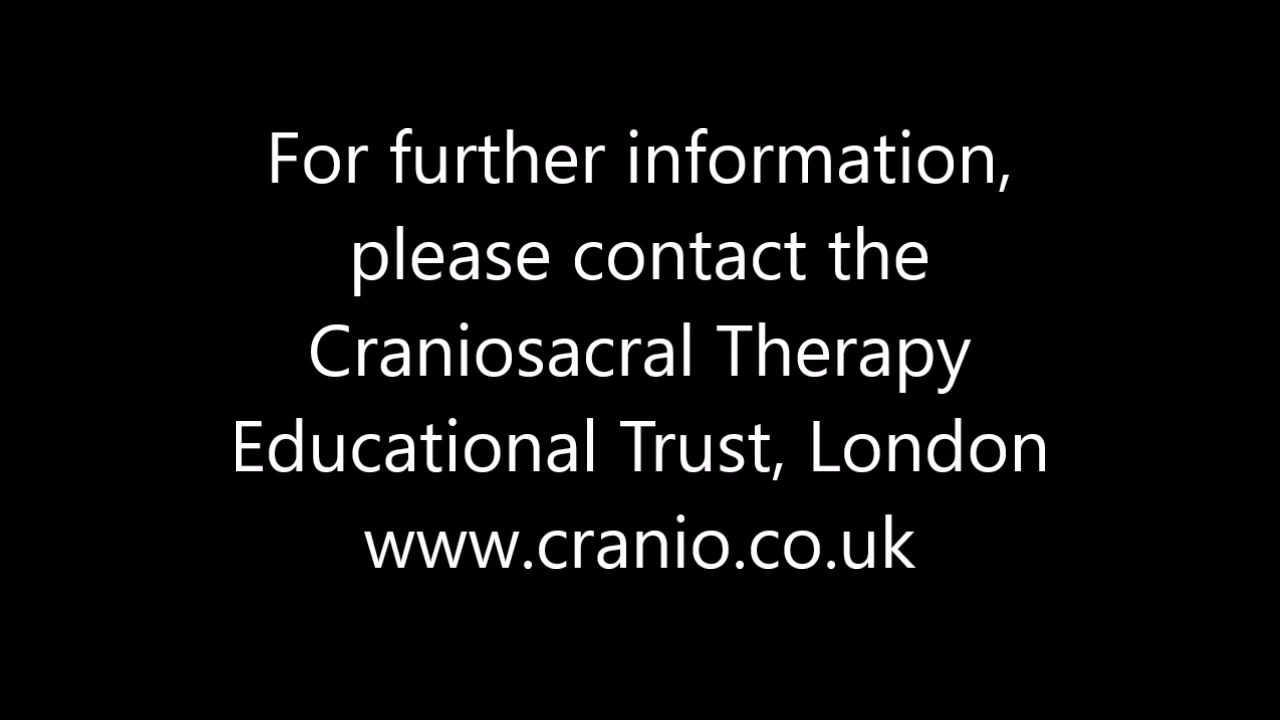 For further information,
please contact the
Craniosacral Therapy
Educational Trust, London
www.cranio.co.uk